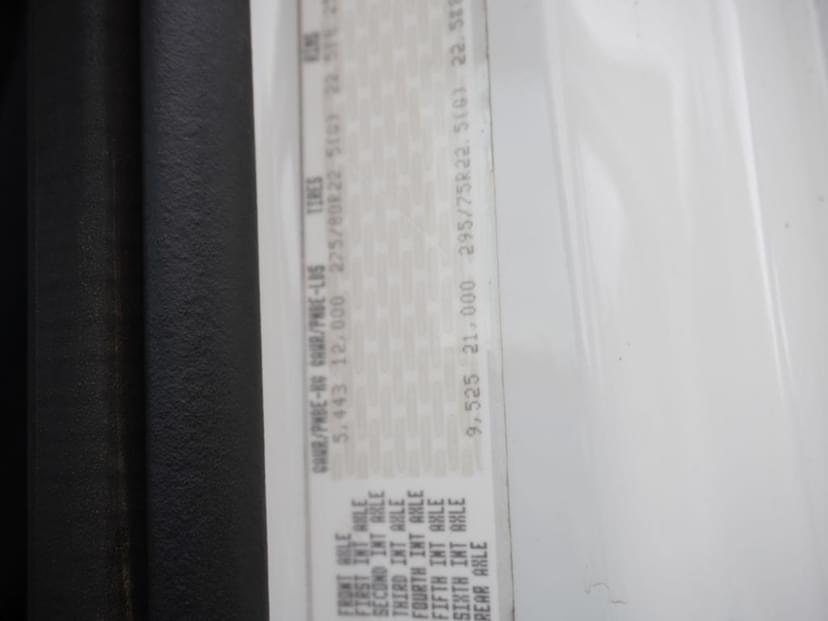 GAWR/PNBE-KG GAWR/PNBE-LBS TIRES RIMS
FRONT AXLE 5,443 12,000 275/80R22.5(G)
FIRST INT AXLE
SECOND INT AXLE
THIRD INT AXLE
FOURTH INT AXLE
FIFTH INT AXLE
SIXTH INT AXLE
REAR AXLE 9,525 21,000 295/75R22.5(G)